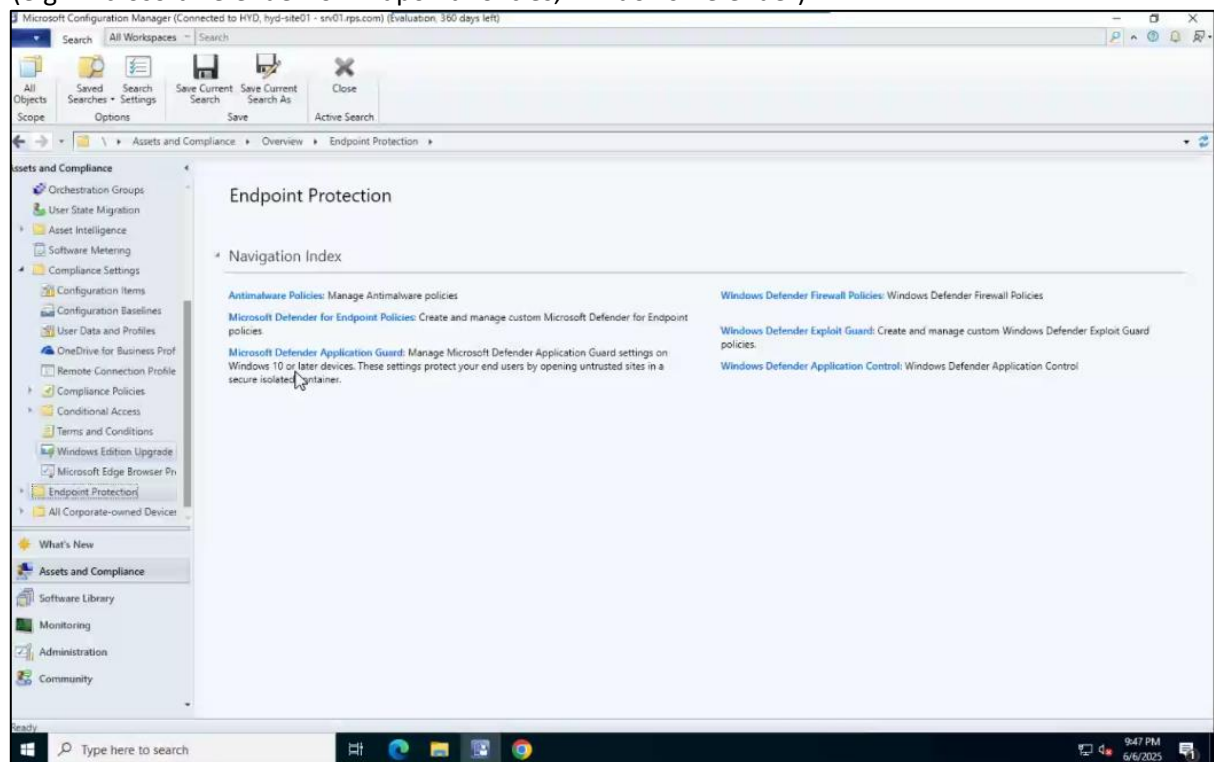 Microsoft Configuration Manager (Connected to HYD, hyd-site01 - srv01.rps.com) (Evaluation, 360 days left)
Search All Workspaces Search
All Objects
Saved Searches
Search Settings
Save Current Search
Save Current Search As
Close
Scope Options Save Active Search
\ Assets and Compliance Overview Endpoint Protection
Assets and Compliance
Orchestration Groups
User State Migration
Asset Intelligence
Software Metering
Compliance Settings
Configuration Items
Configuration Baselines
User Data and Profiles
OneDrive for Business Prof
Remote Connection Profile
Compliance Policies
Conditional Access
Terms and Conditions
Windows Edition Upgrade
Microsoft Edge Browser Pr
Endpoint Protection
All Corporate-owned Devices
What's New
Assets and Compliance
Software Library
Monitoring
Administration
Community
Endpoint Protection
Navigation Index
Antimalware Policies: Manage Antimalware policies
Microsoft Defender for Endpoint Policies: Create and manage custom Microsoft Defender for Endpoint
policies.
Microsoft Defender Application Guard: Manage Microsoft Defender Application Guard settings on
Windows 10 or later devices. These settings protect your end users by opening untrusted sites in a
secure isolated container.
Windows Defender Firewall Policies: Windows Defender Firewall Policies
Windows Defender Exploit Guard: Create and manage custom Windows Defender Exploit Guard
policies.
Windows Defender Application Control: Windows Defender Application Control
Ready
Type here to search
9:47 PM
6/6/2025